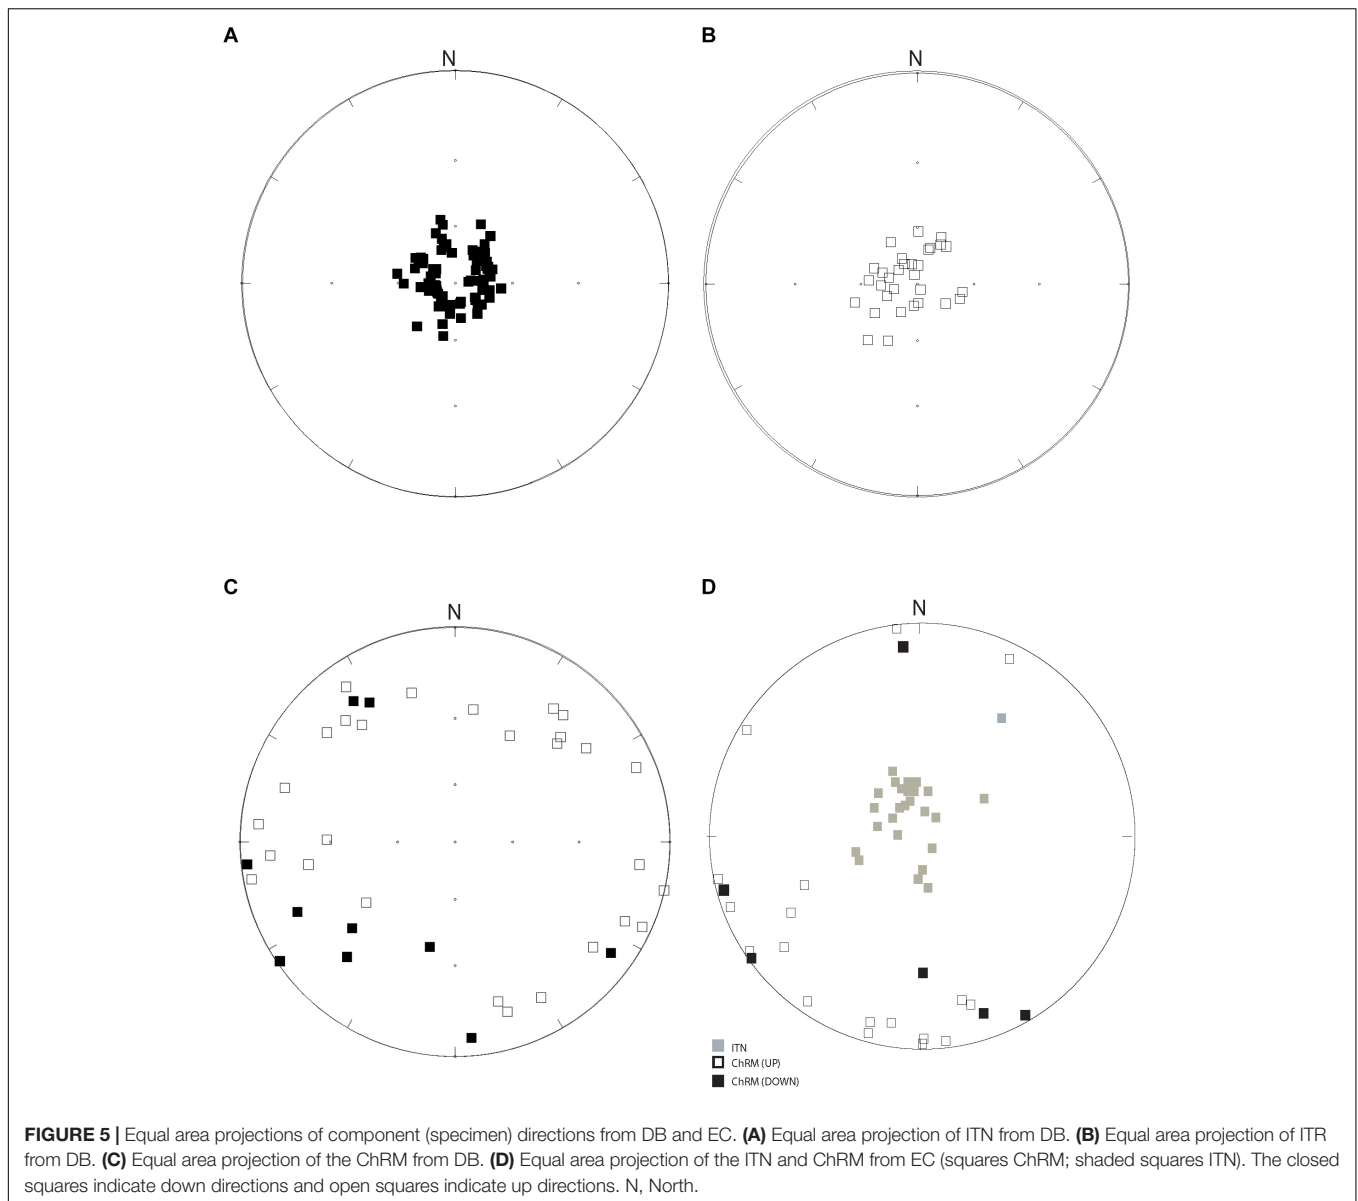 A
B
N
N
C
D
N
N
ITN
ChRM (UP)
ChRM (DOWN)
FIGURE 5 | Equal area projections of component (specimen) directions from DB and EC. (A) Equal area projection of ITN from DB. (B) Equal area projection of ITR
from DB. (C) Equal area projection of the ChRM from DB. (D) Equal area projection of the ITN and ChRM from EC (squares ChRM; shaded squares ITN). The closed
squares indicate down directions and open squares indicate up directions. N, North.